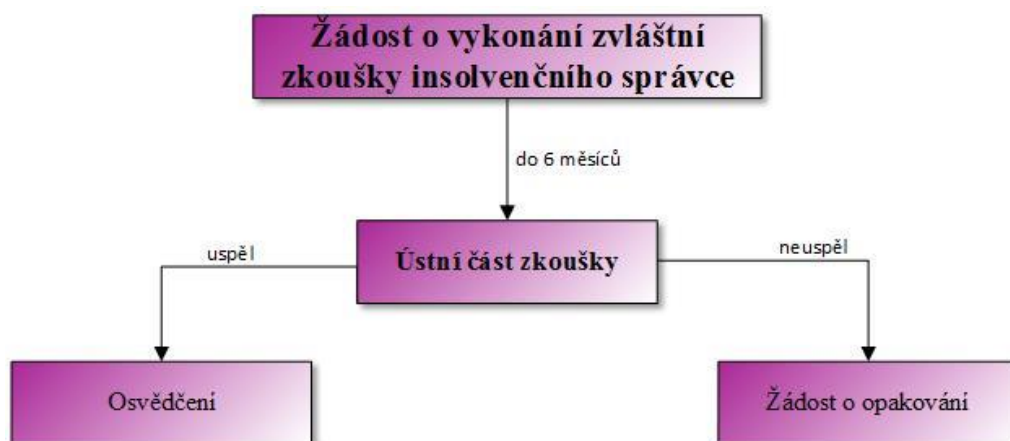 Žádost o vykonání zvláštní
zkoušky insolvenčního správce
do 6 měsíců
Ústní část zkoušky
uspěl
neuspěl
Osvědčení
Žádost o opakování